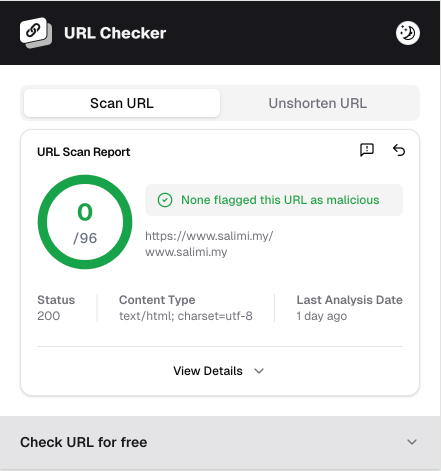 URL Checker
Scan URL
Unshorten URL
URL Scan Report
0
/96
None flagged this URL as malicious
https://www.salimi.my/
www.salimi.my
Status
200
Content Type
text/html; charset=utf-8
Last Analysis Date
1 day ago
View Details
Check URL for free